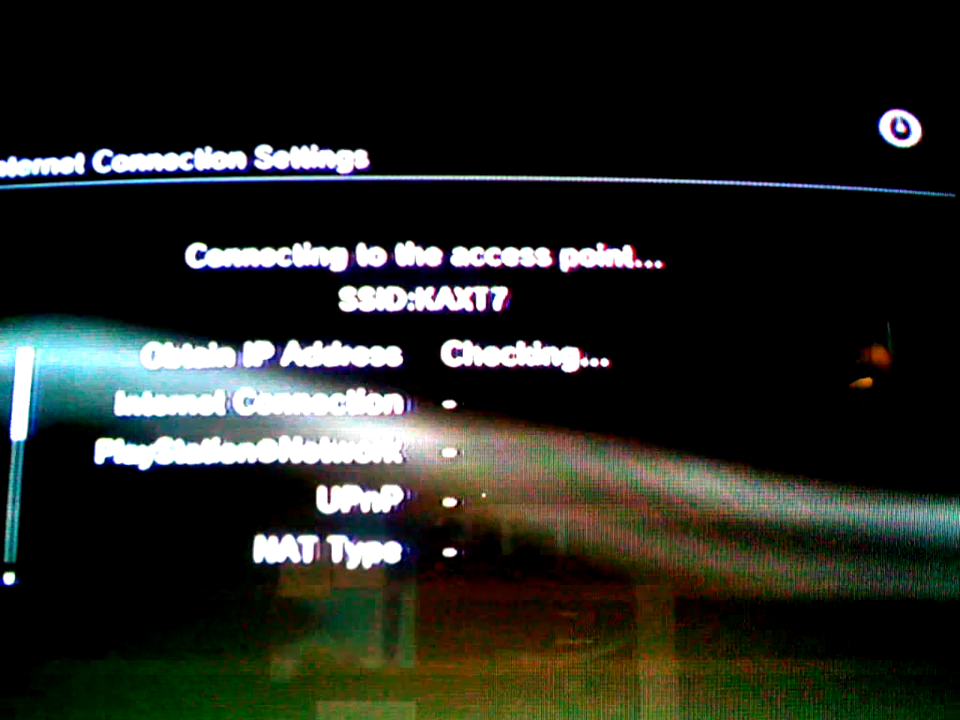 nternet Connection Settings
Connecting to the access point...
SSID:KAXT7
Obtain IP Address Checking...
Internet Connection -
PlayStation®Network -
UPnP -
NAT Type -